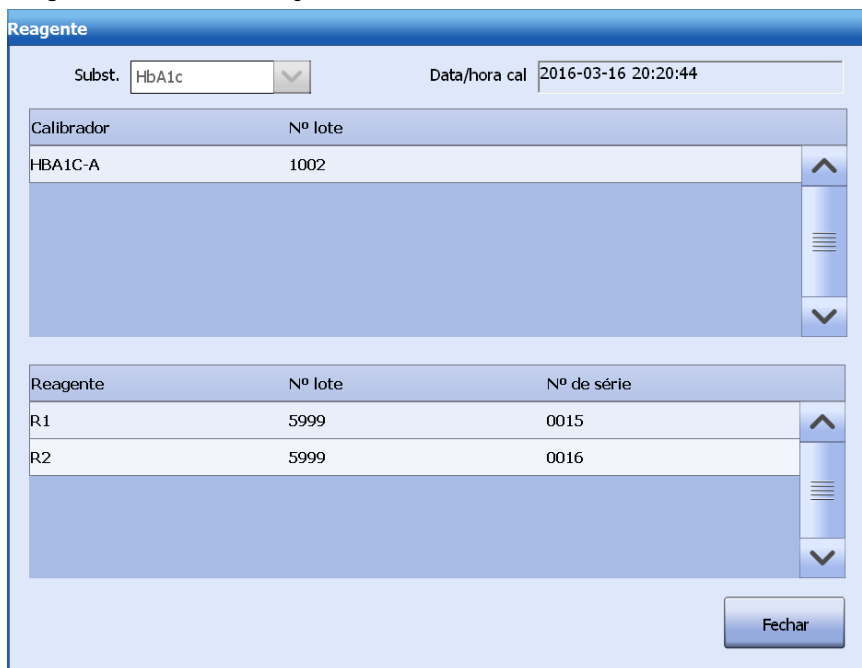 Reagente
Subst. HbA1c Data/hora cal 2016-03-16 20:20:44
Calibrador Nº lote
HBA1C-A 1002
Reagente Nº lote Nº de série
R1 5999 0015
R2 5999 0016
Fechar